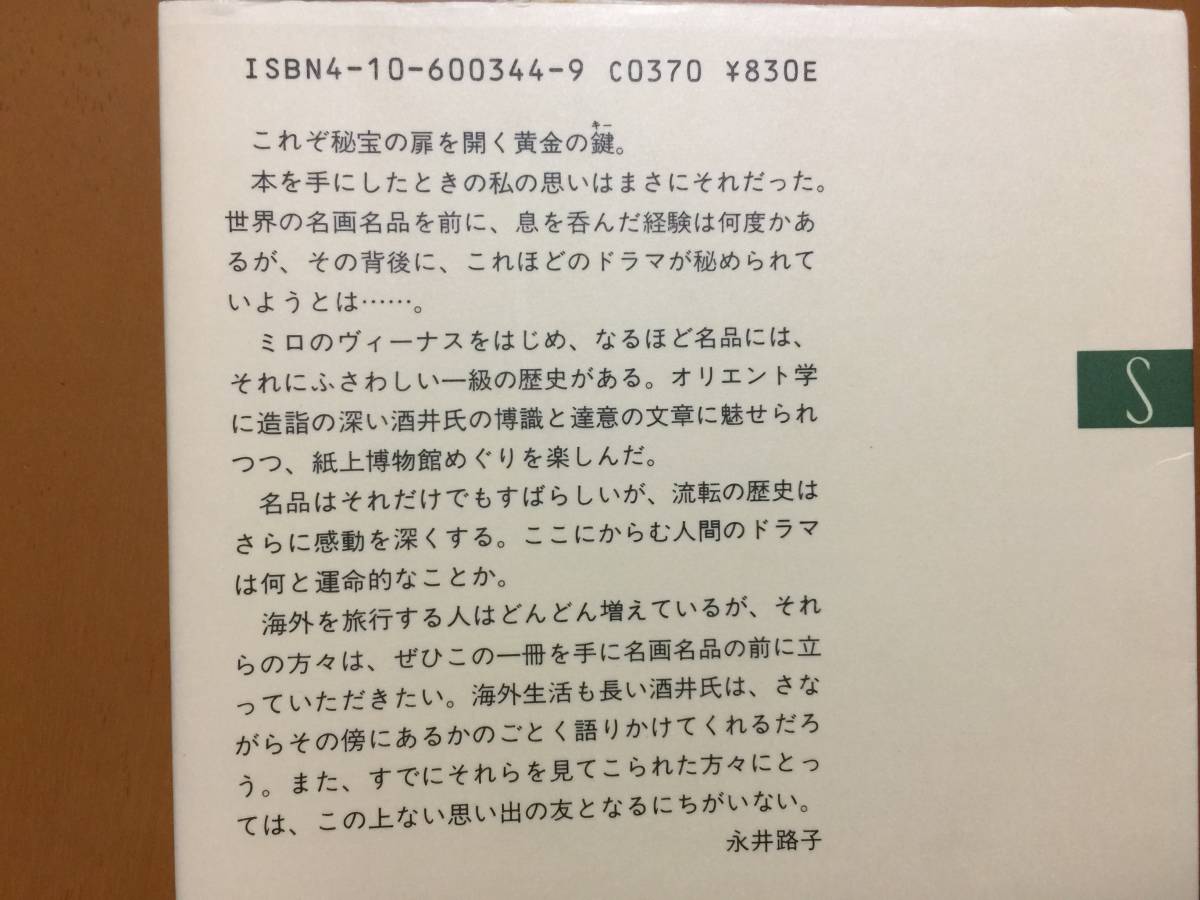 ISBN4-10-600344-9 C0370 ¥830E
これぞ秘宝の扉を開く黄金の鍵。
キー
本を手にしたときの私の思いはまさにそれだった。
世界の名画名品を前に、息を呑んだ経験は何度かあ
るが、その背後に、これほどのドラマが秘められて
いようとは……。
ミロのヴィーナスをはじめ、なるほど名品には、
それにふさわしい一級の歴史がある。オリエント学
に造詣の深い酒井氏の博識と達意の文章に魅せられ
つつ、紙上博物館めぐりを楽しんだ。
名品はそれだけでもすばらしいが、流転の歴史は
さらに感動を深くする。ここにからむ人間のドラマ
は何と運命的なことか。
海外を旅行する人はどんどん増えているが、それ
らの方々は、ぜひこの一冊を手に名画名品の前に立
っていただきたい。海外生活も長い酒井氏は、さな
がらその傍にあるかのごとく語りかけてくれるだろ
う。また、すでにそれらを見てこられた方々にとっ
ては、この上ない思い出の友となるにちがいない。
永井路子
S